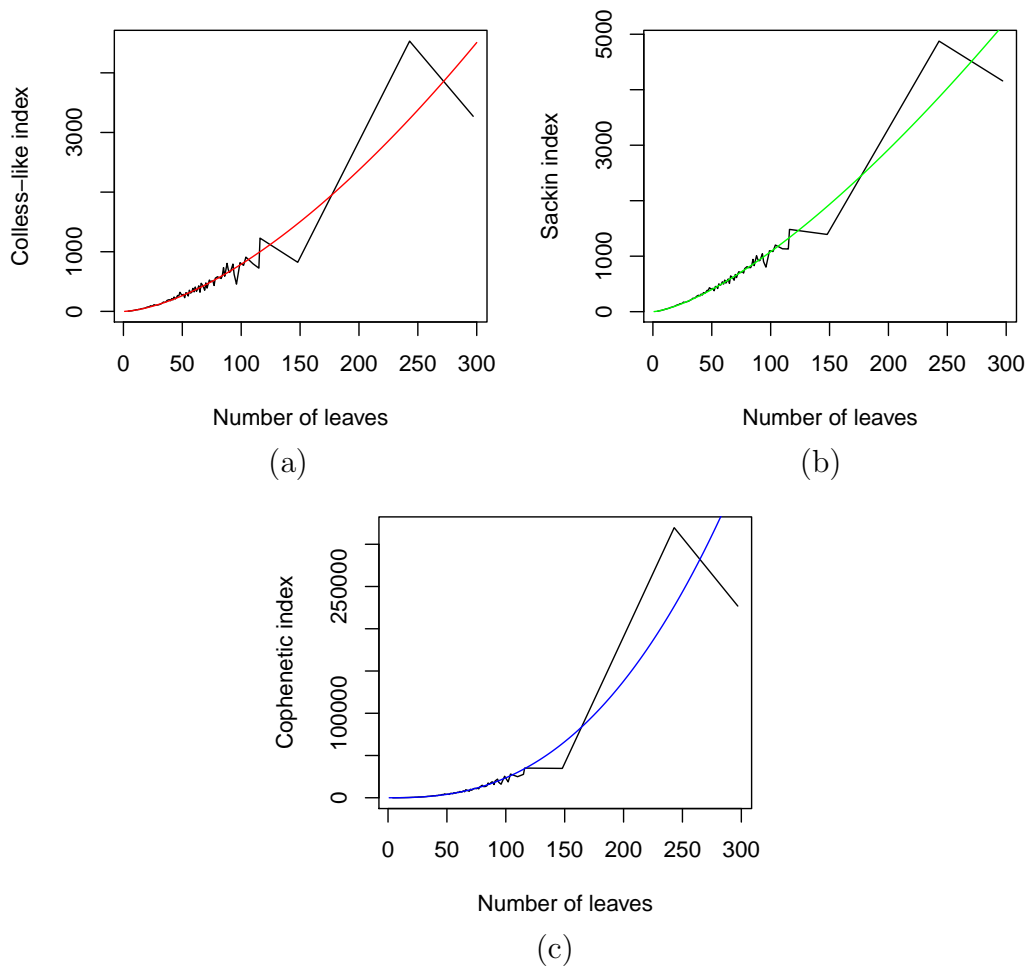 Colless−like index
0 1000 3000
0 50 100 150 200 250 300
Number of leaves
(a)
Sackin index
0 1000 3000 5000
0 50 100 150 200 250 300
Number of leaves
(b)
Cophenetic index
0 100000 250000
0 50 100 150 200 250 300
Number of leaves
(c)